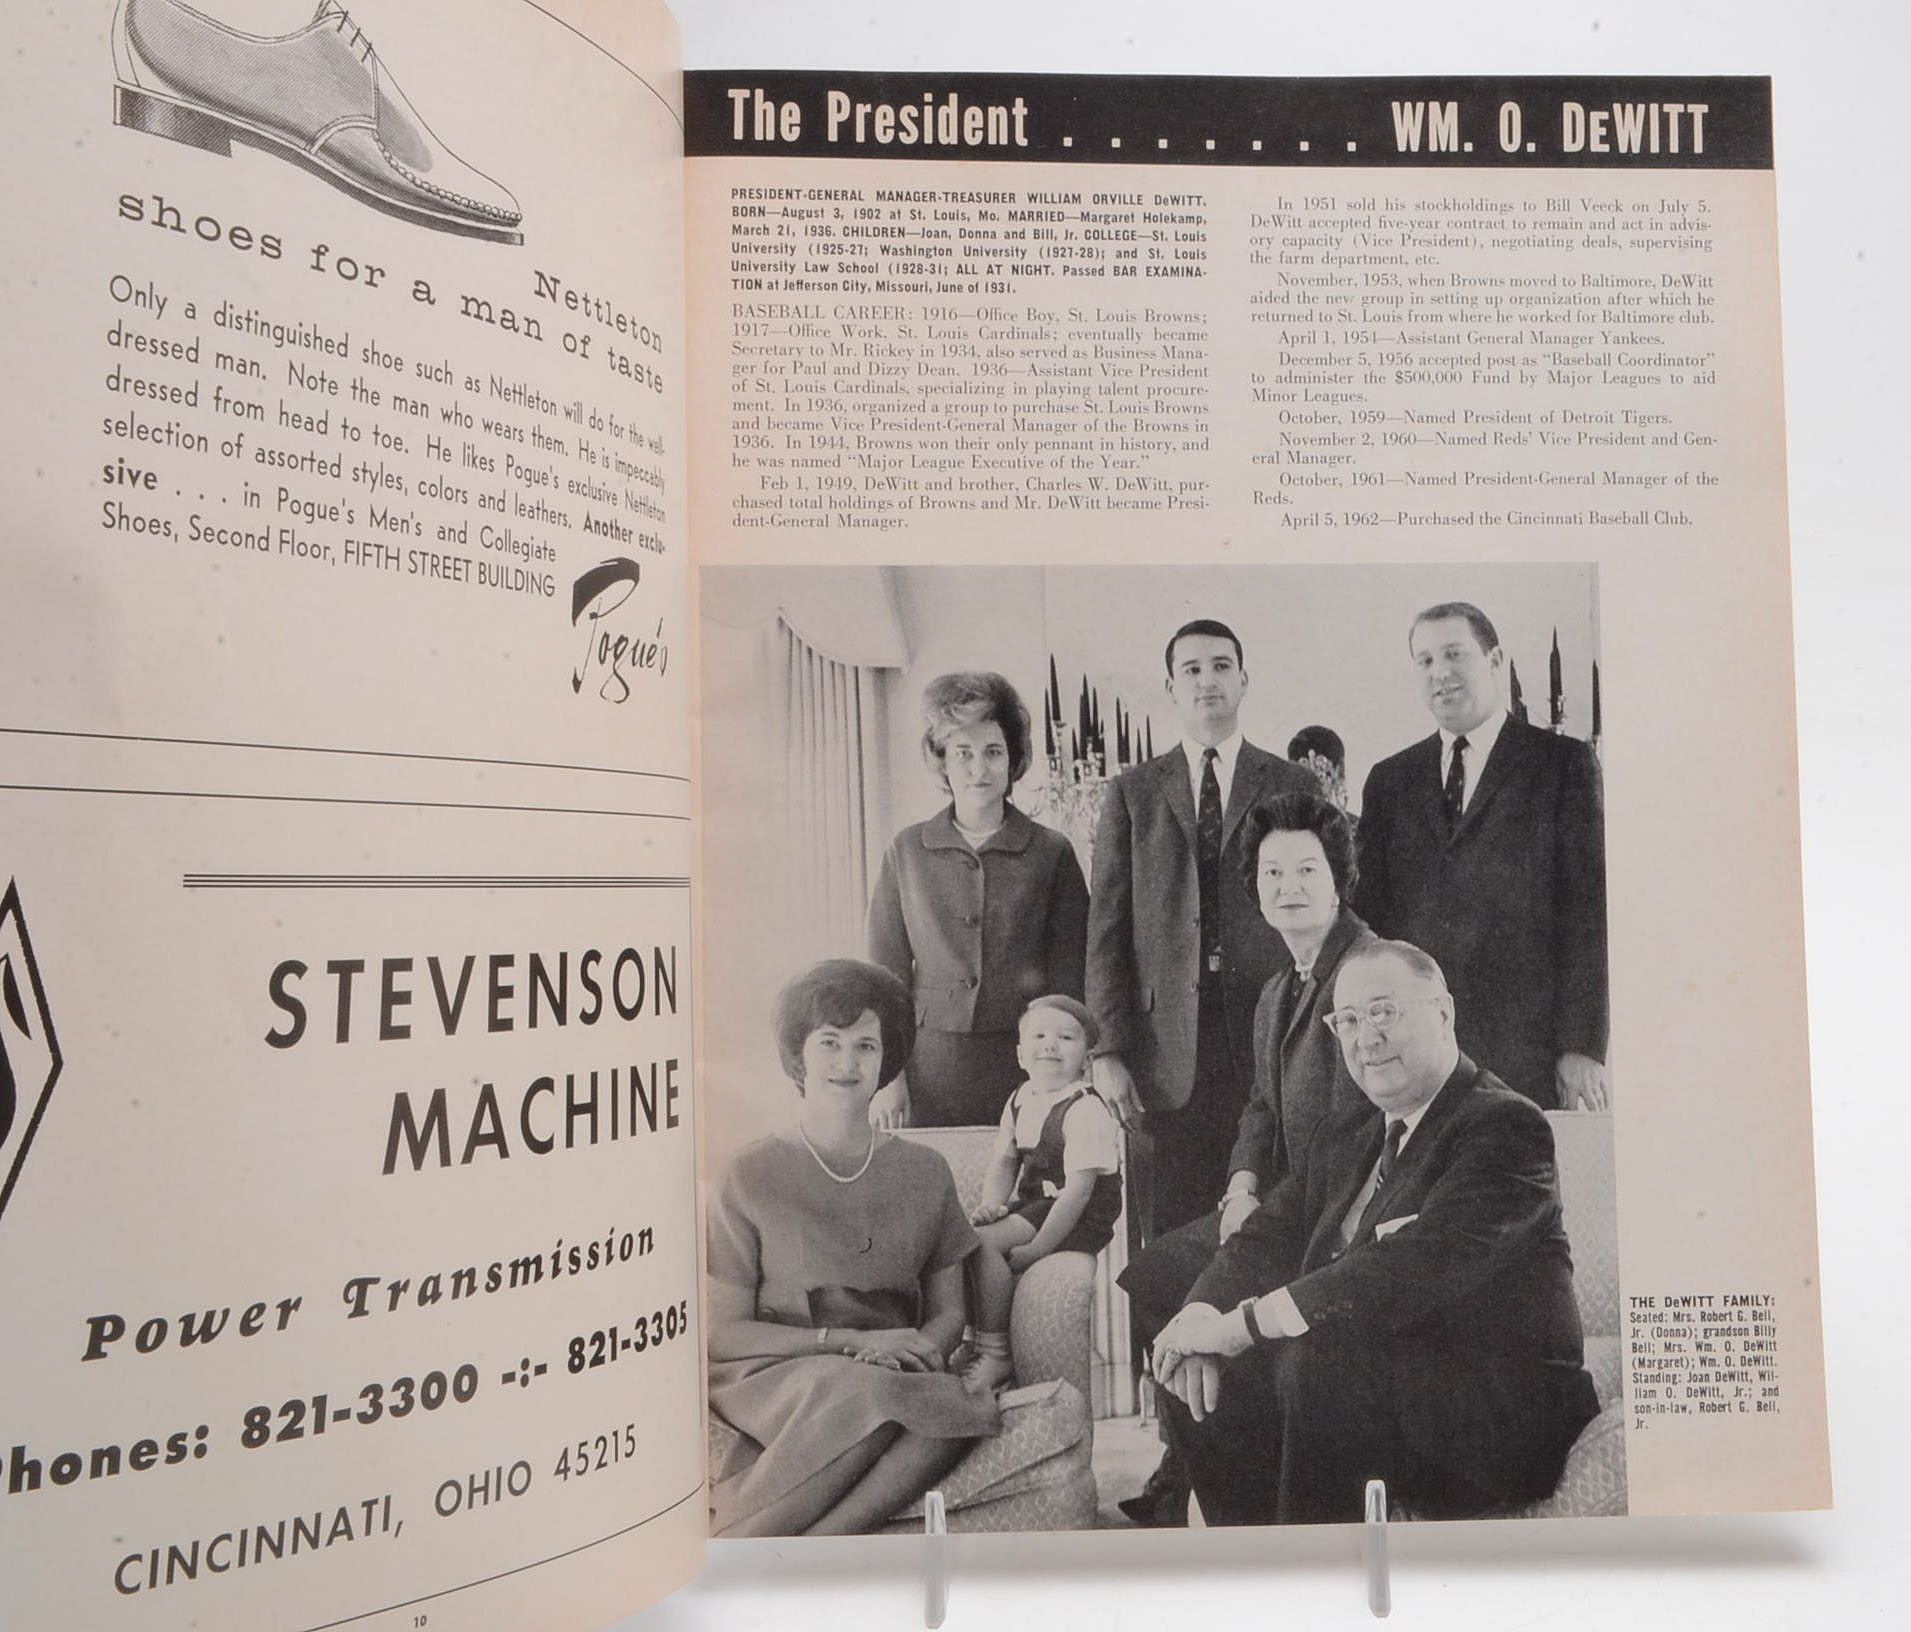 shoes for a man of taste
Nettleton
Only a distinguished shoe such as Nettleton will do for the well-
dressed man. Note the man who wears them. He is impeccably
dressed from head to toe. He likes Pogue's exclusive Nettleton
selection of assorted styles, colors and leathers. Another exclu-
sive . . . in Pogue's Men's and Collegiate
Shoes, Second Floor, FIFTH STREET BUILDING
Pogue's
STEVENSON
MACHINE
Power Transmission
Phones: 821-3300 -:- 821-3305
CINCINNATI, OHIO 45215
10
The President . . . . . . . WM. O. DeWITT
PRESIDENT-GENERAL MANAGER-TREASURER WILLIAM ORVILLE DeWITT.
BORN—August 3, 1902 at St. Louis, Mo. MARRIED—Margaret Holekamp,
March 21, 1936. CHILDREN—Joan, Donna and Bill, Jr. COLLEGE—St. Louis
University (1925-27; Washington University (1927-28); and St. Louis
University Law School (1928-31; ALL AT NIGHT. Passed BAR EXAMINA-
TION at Jefferson City, Missouri, June of 1931.
BASEBALL CAREER: 1916—Office Boy, St. Louis Browns;
1917—Office Work, St. Louis Cardinals; eventually became
Secretary to Mr. Rickey in 1934, also served as Business Mana-
ger for Paul and Dizzy Dean. 1936—Assistant Vice President
of St. Louis Cardinals, specializing in playing talent procure-
ment. In 1936, organized a group to purchase St. Louis Browns
and became Vice President-General Manager of the Browns in
1936. In 1944, Browns won their only pennant in history, and
he was named "Major League Executive of the Year."
Feb 1, 1949, DeWitt and brother, Charles W. DeWitt, pur-
chased total holdings of Browns and Mr. DeWitt became Presi-
dent-General Manager.
In 1951 sold his stockholdings to Bill Veeck on July 5.
DeWitt accepted five-year contract to remain and act in advis-
ory capacity (Vice President), negotiating deals, supervising
the farm department, etc.
November, 1953, when Browns moved to Baltimore, DeWitt
aided the new group in setting up organization after which he
returned to St. Louis from where he worked for Baltimore club.
April 1, 1954—Assistant General Manager Yankees.
December 5, 1956 accepted post as "Baseball Coordinator"
to administer the $500,000 Fund by Major Leagues to aid
Minor Leagues.
October, 1959—Named President of Detroit Tigers.
November 2, 1960—Named Reds' Vice President and Gen-
eral Manager.
October, 1961—Named President-General Manager of the
Reds.
April 5, 1962—Purchased the Cincinnati Baseball Club.
THE DeWITT FAMILY:
Seated: Mrs. Robert G. Bell,
Jr. (Donna); grandson Billy
Bell; Mrs. Wm. O. DeWitt
(Margaret); Wm. O. DeWitt.
Standing: Joan DeWitt, Wil-
liam O. DeWitt, Jr.; and
son-in-law, Robert G. Bell,
Jr.